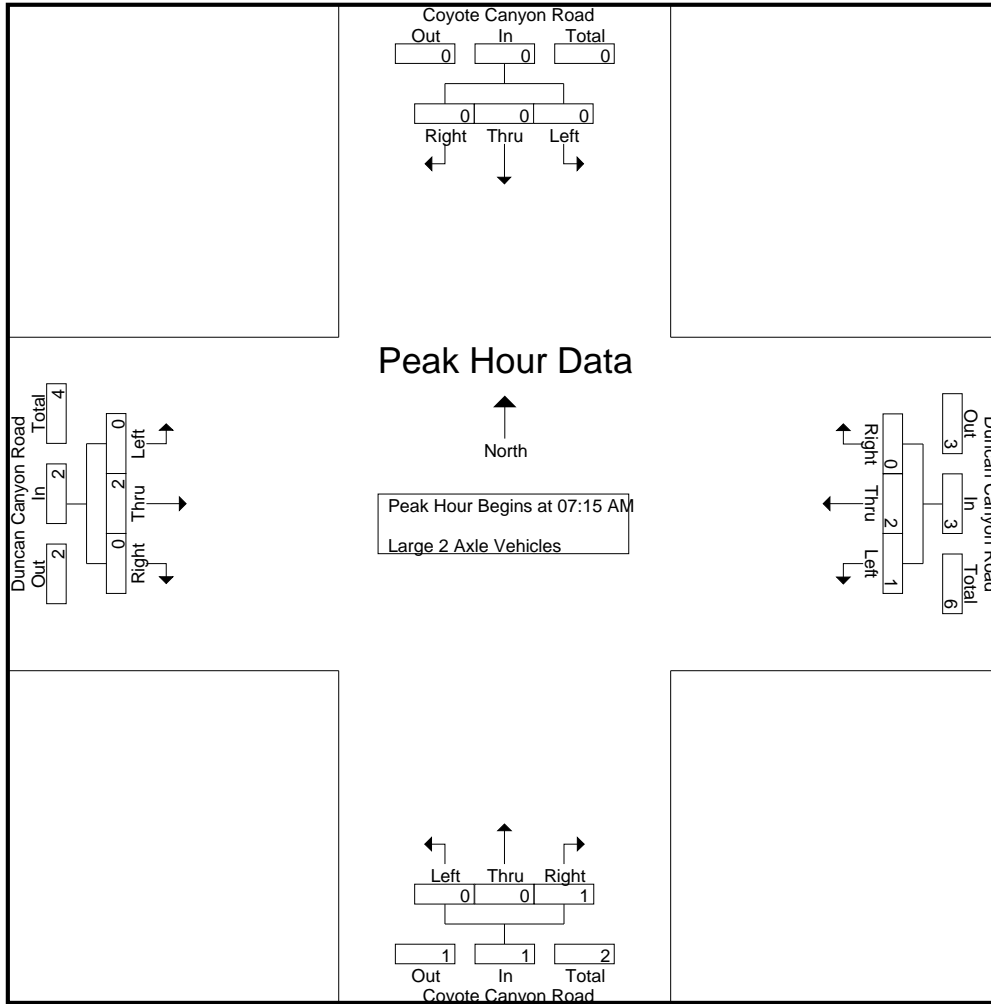 Coyote Canyon Road
Out In Total
0 0 0
0 0 0
Right Thru Left
Peak Hour Data
North
Peak Hour Begins at 07:15 AM
Large 2 Axle Vehicles
Duncan Canyon Road
Out In Total
2 2 4
0 2 0
Left Thru Right
Duncan Canyon Road
Out In Total
3 3 6
0 2 1
Right Thru Left
Left Thru Right
0 0 1
1 1 2
Out In Total
Coyote Canyon Road